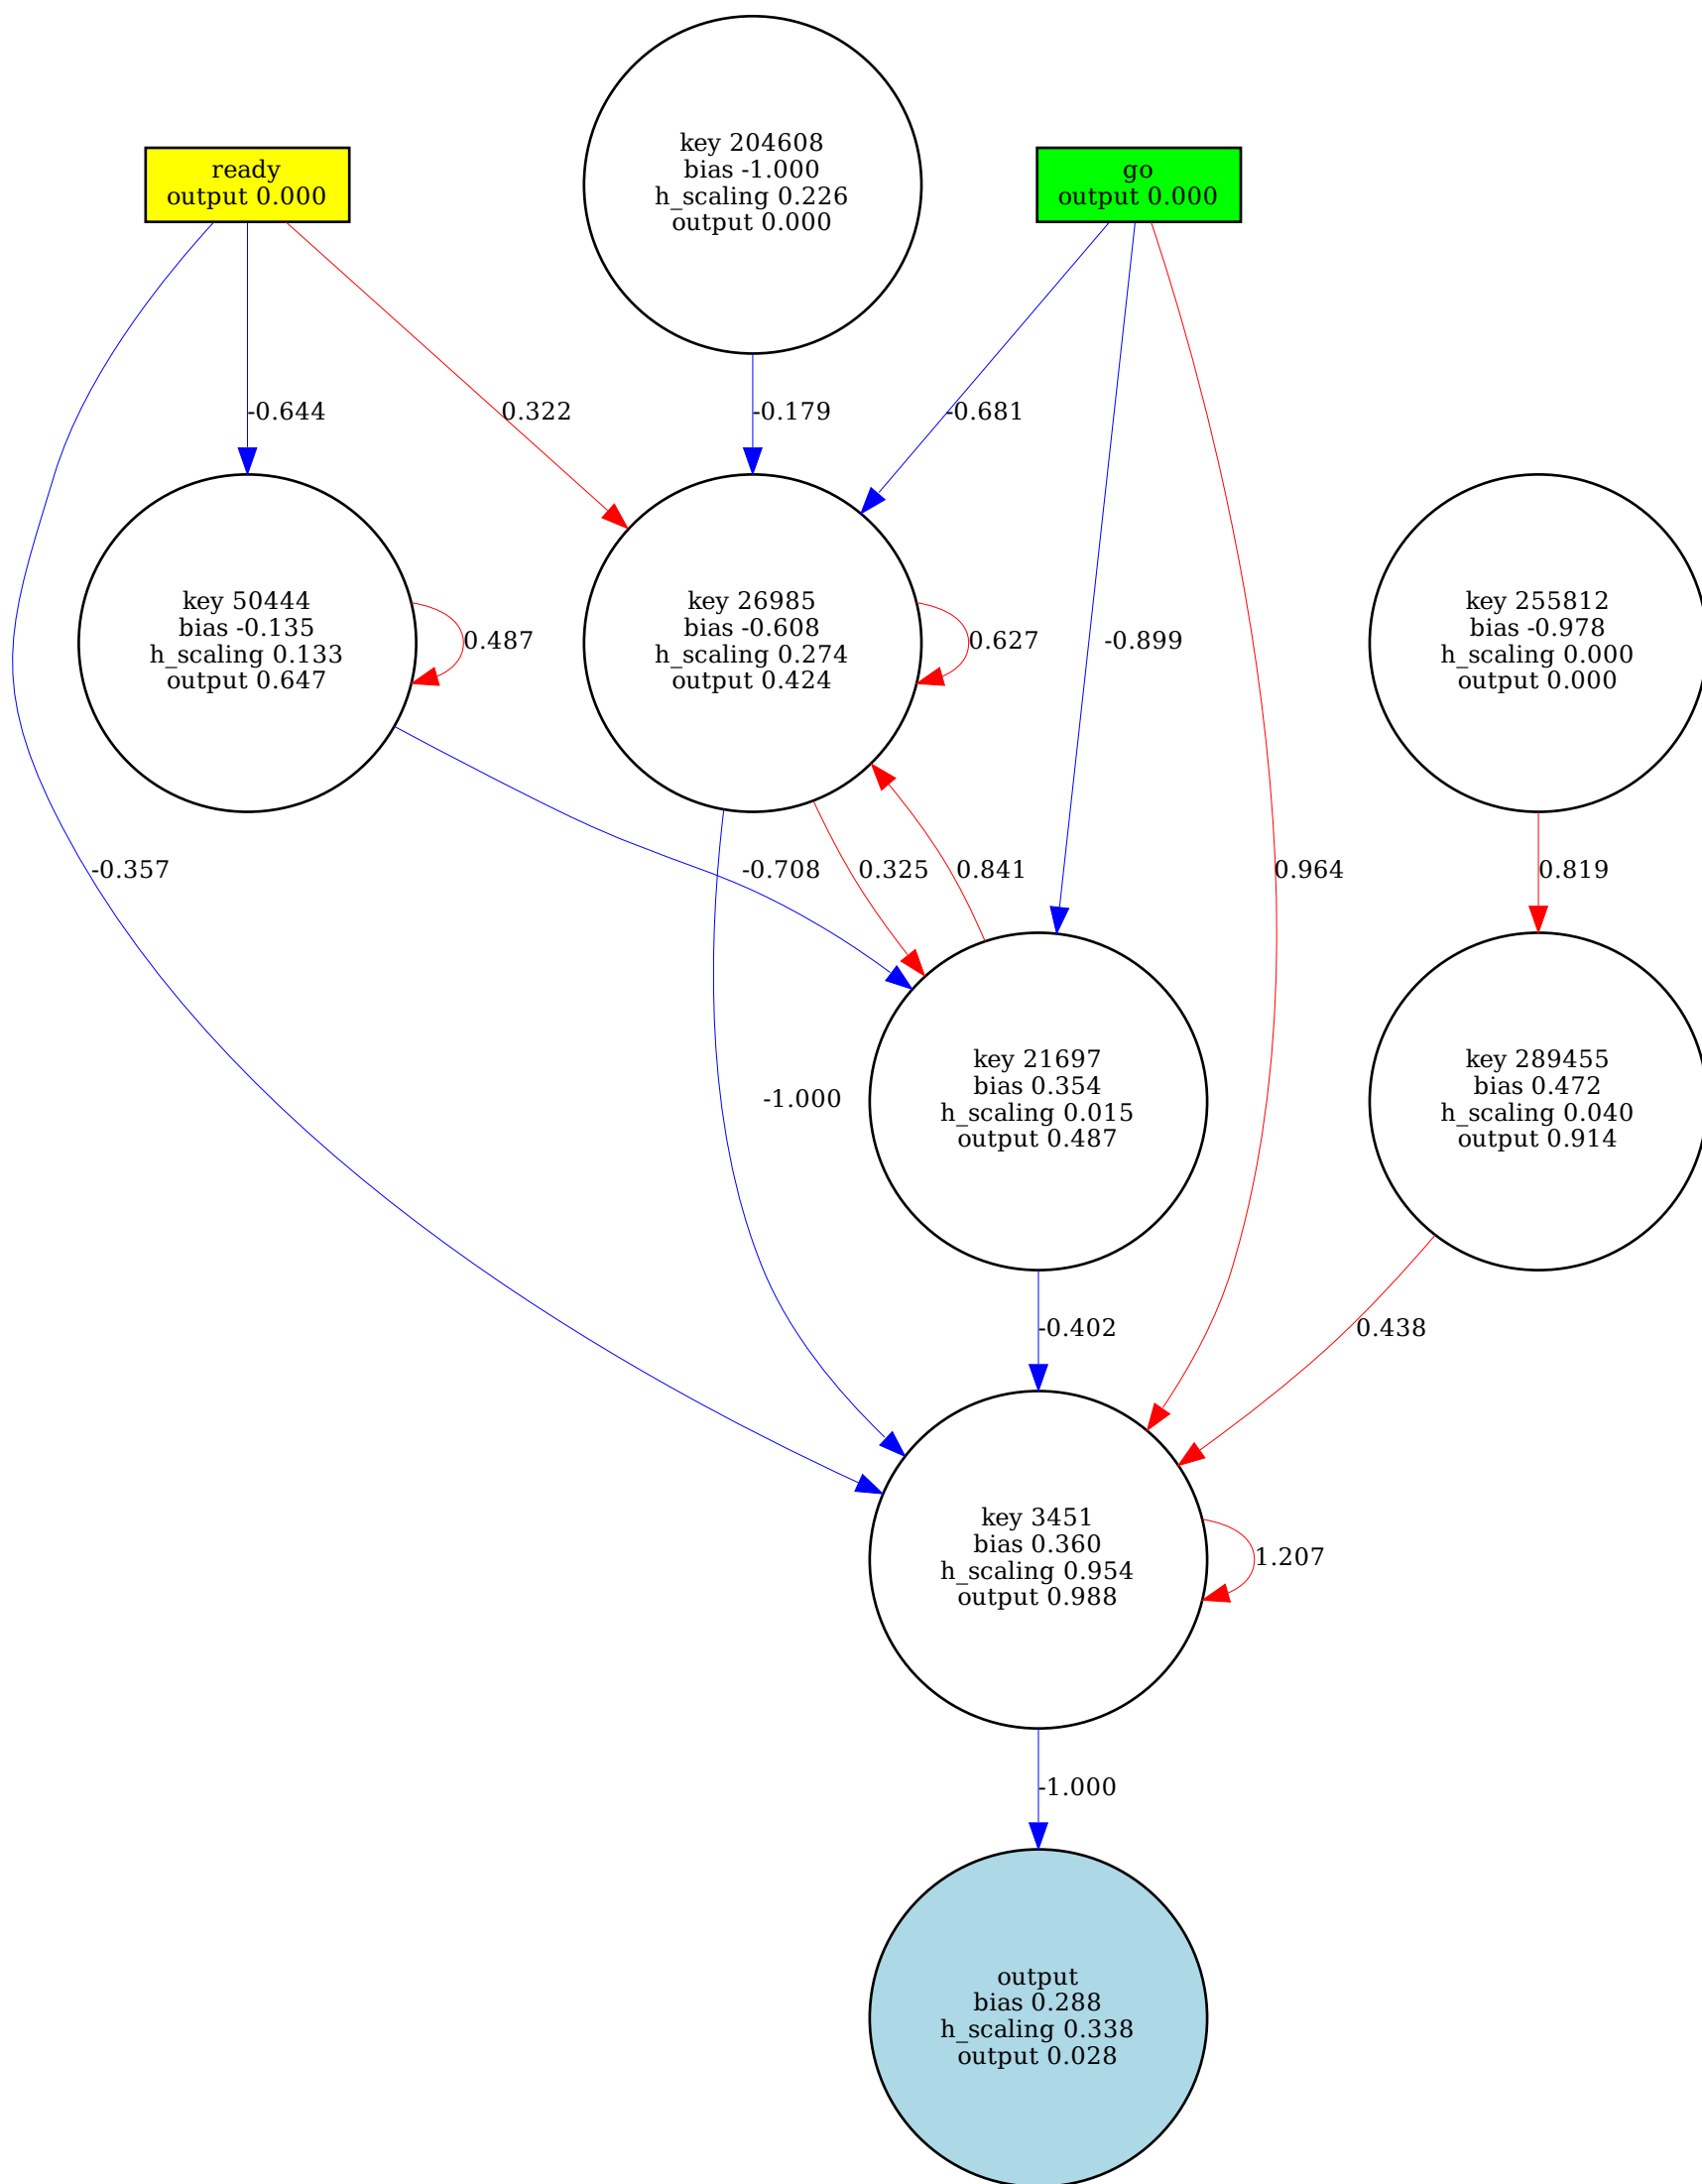 key 204608
bias -1.000
h_scaling 0.226
output 0.000
ready
output 0.000
go
output 0.000
-0.644
0.322
-0.179
-0.681
key 50444
bias -0.135
h_scaling 0.133
output 0.647
0.487
key 26985
bias -0.608
h_scaling 0.274
output 0.424
0.627
-0.899
key 255812
bias -0.978
h_scaling 0.000
output 0.000
-0.357
-0.708
0.325
0.841
0.964
0.819
-1.000
key 21697
bias 0.354
h_scaling 0.015
output 0.487
key 289455
bias 0.472
h_scaling 0.040
output 0.914
-0.402
0.438
key 3451
bias 0.360
h_scaling 0.954
output 0.988
1.207
-1.000
output
bias 0.288
h_scaling 0.338
output 0.028